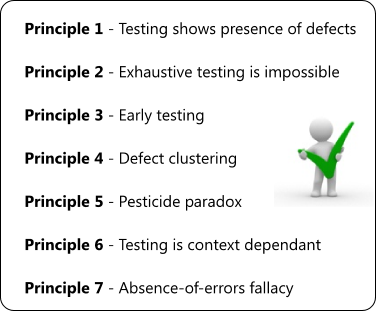 Principle 1 - Testing shows presence of defects
Principle 2 - Exhaustive testing is impossible
Principle 3 - Early testing
Principle 4 - Defect clustering
Principle 5 - Pesticide paradox
Principle 6 - Testing is context dependant
Principle 7 - Absence-of-errors fallacy